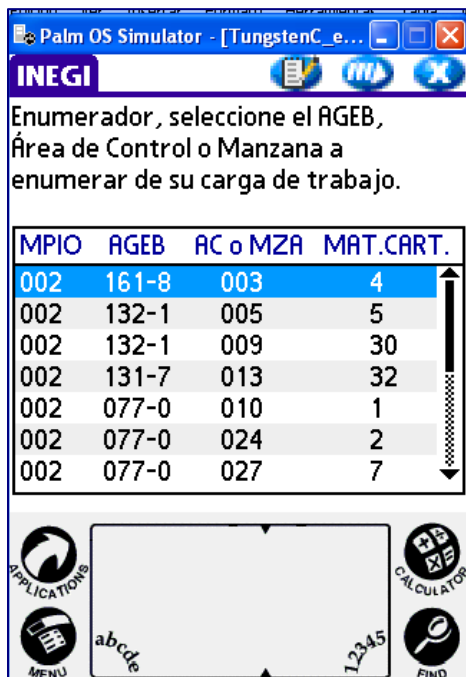 Palm OS Simulator - [TungstenC_e...
INEGI
Enumerador, seleccione el AGEB,
Área de Control o Manzana a
enumerar de su carga de trabajo.
MPIO AGEB AC o MZA MAT.CART.
002 161-8 003 4
002 132-1 005 5
002 132-1 009 30
002 131-7 013 32
002 077-0 010 1
002 077-0 024 2
002 077-0 027 7
APPLICATIONS
CALCULATOR
abcde
12345
MENU
FIND